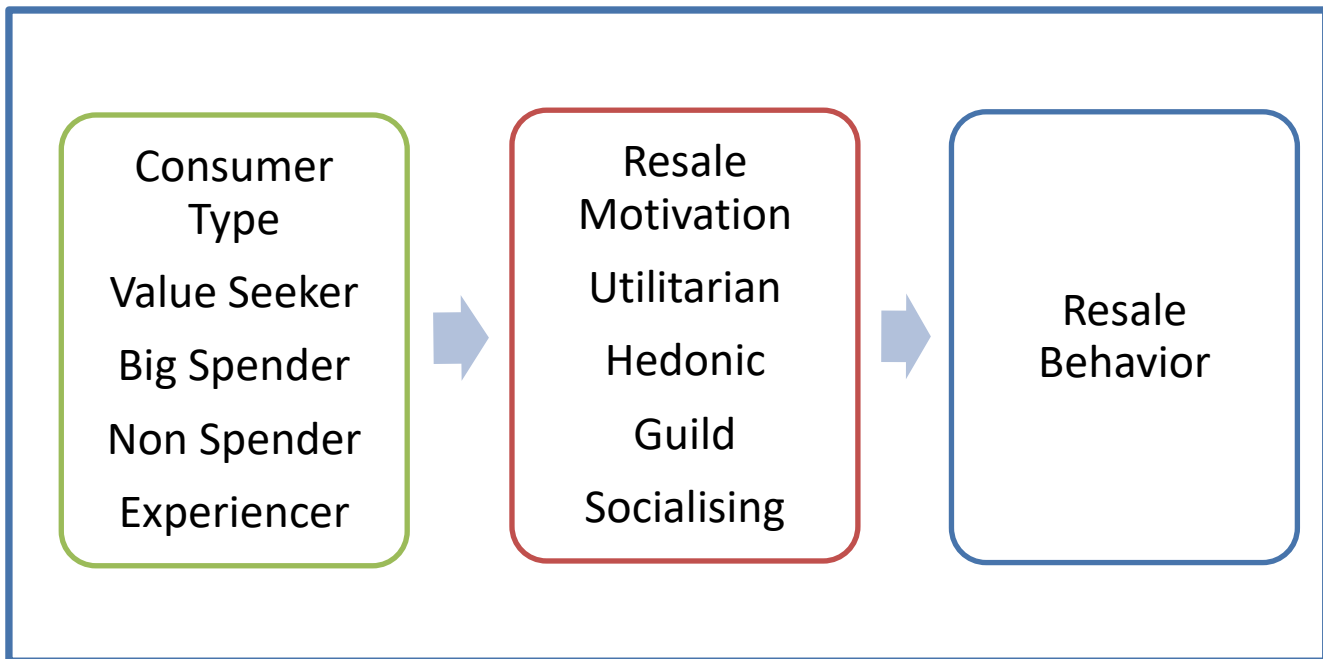 Consumer
Type
Value Seeker
Big Spender
Non Spender
Experiencer
Resale
Motivation
Utilitarian
Hedonic
Guild
Socialising
Resale
Behavior